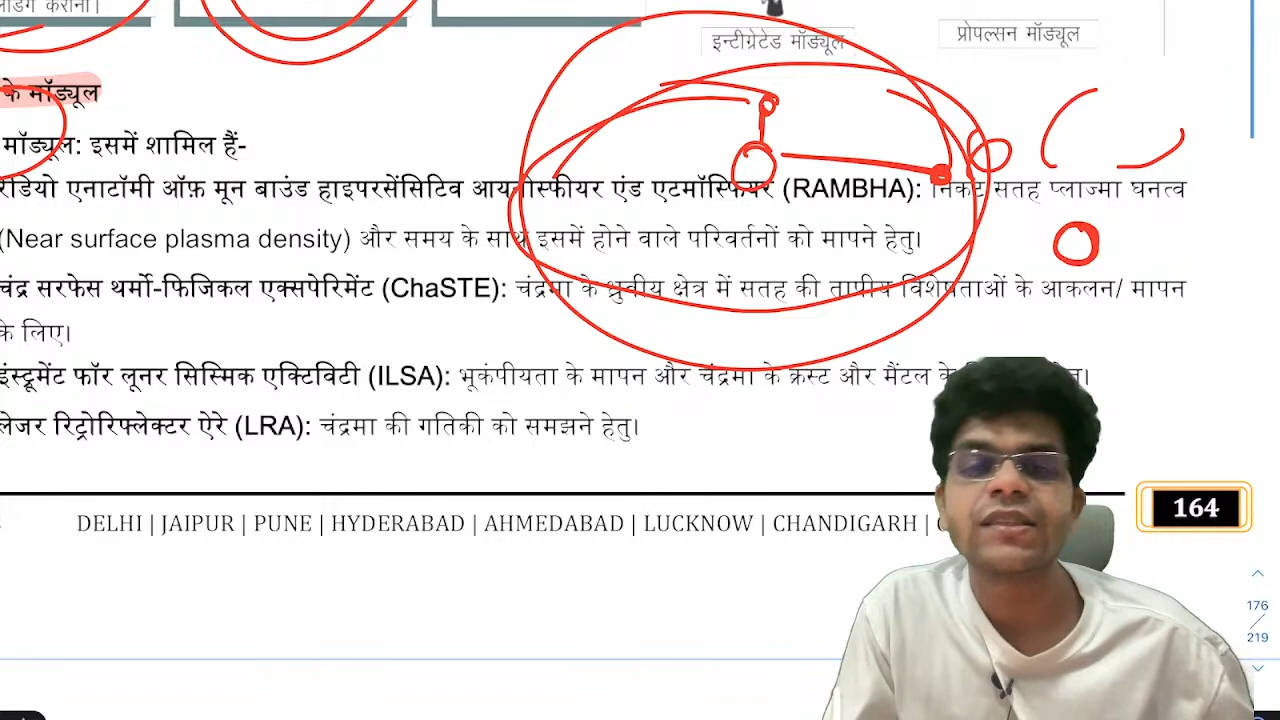 इन्टीग्रेटेड मॉड्यूल
प्रोपल्सन मॉड्यूल
के मॉड्यूल
मॉड्यूल: इसमें शामिल हैं-
रेडियो एनाटॉमी ऑफ़ मून बाउंड हाइपरसेंसिटिव आयनोस्फीयर एंड एटमॉस्फियर (RAMBHA): निकट सतह प्लाज्मा घनत्व
(Near surface plasma density) और समय के साथ इसमें होने वाले परिवर्तनों को मापने हेतु।
चंद्र सरफेस थर्मो-फिजिकल एक्सपेरिमेंट (ChaSTE): चंद्रमा के ध्रुवीय क्षेत्र में सतह की तापीय विशेषताओं के आकलन/ मापन
के लिए।
इंस्ट्रूमेंट फॉर लूनर सिस्मिक एक्टिविटी (ILSA): भूकंपीयता के मापन और चंद्रमा के क्रस्ट और मैंटल के
लेजर रिट्रोरिफ्लेक्टर ऐरे (LRA): चंद्रमा की गतिकी को समझने हेतु।
DELHI | JAIPUR | PUNE | HYDERABAD | AHMEDABAD | LUCKNOW | CHANDIGARH |
164
176
219